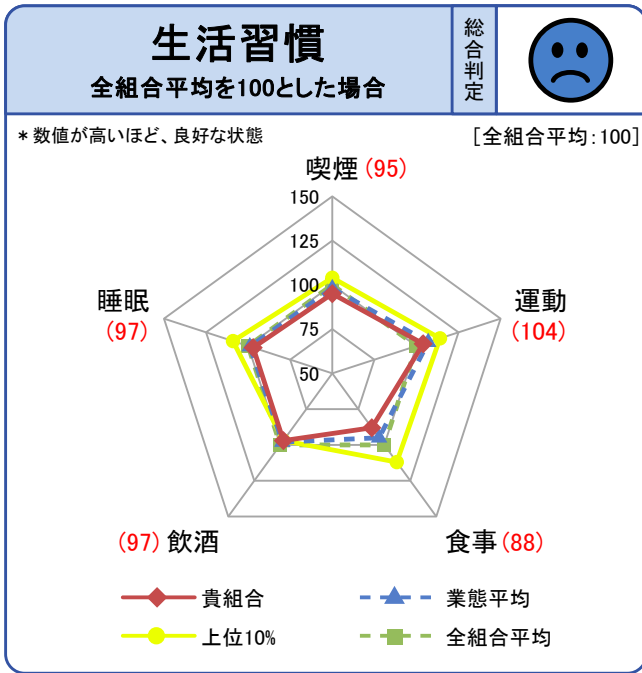 生活習慣
全組合平均を100とした場合
総合判定
*数値が高いほど、良好な状態
[全組合平均:100]
喫煙(95)
150
125
100
75
50
睡眠
(97)
運動
(104)
(97)飲酒
食事(88)
貴組合
業態平均
上位10%
全組合平均